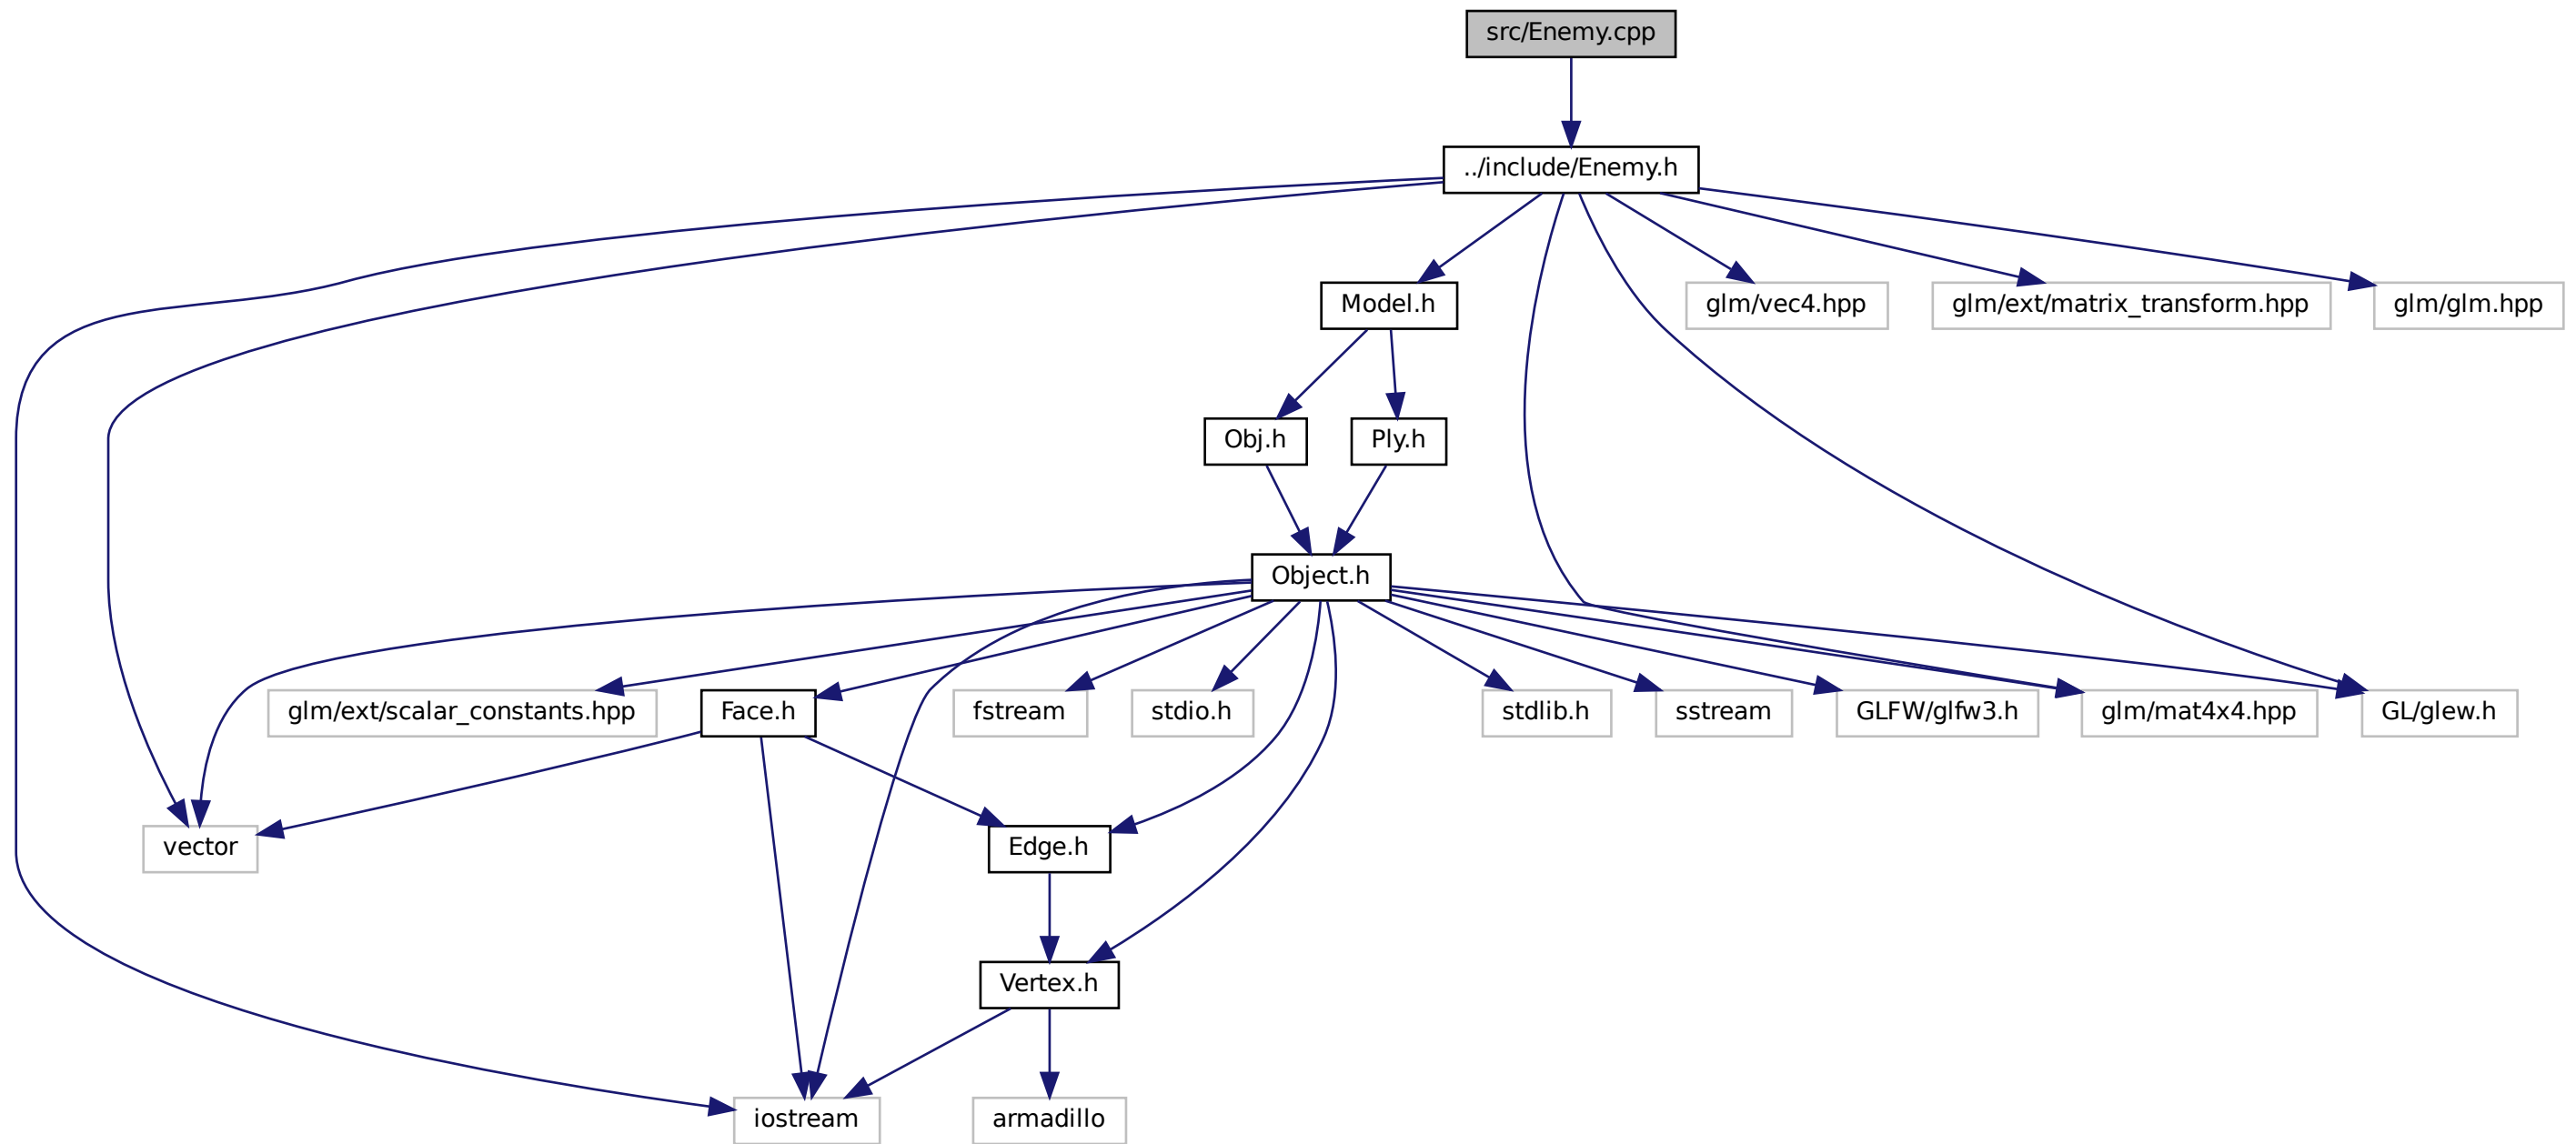 src/Enemy.cpp
../include/Enemy.h
Model.h
glm/vec4.hpp
glm/ext/matrix_transform.hpp
glm/glm.hpp
Obj.h
Ply.h
Object.h
glm/ext/scalar_constants.hpp
Face.h
fstream
stdio.h
stdlib.h
sstream
GLFW/glfw3.h
glm/mat4x4.hpp
GL/glew.h
vector
Edge.h
Vertex.h
iostream
armadillo